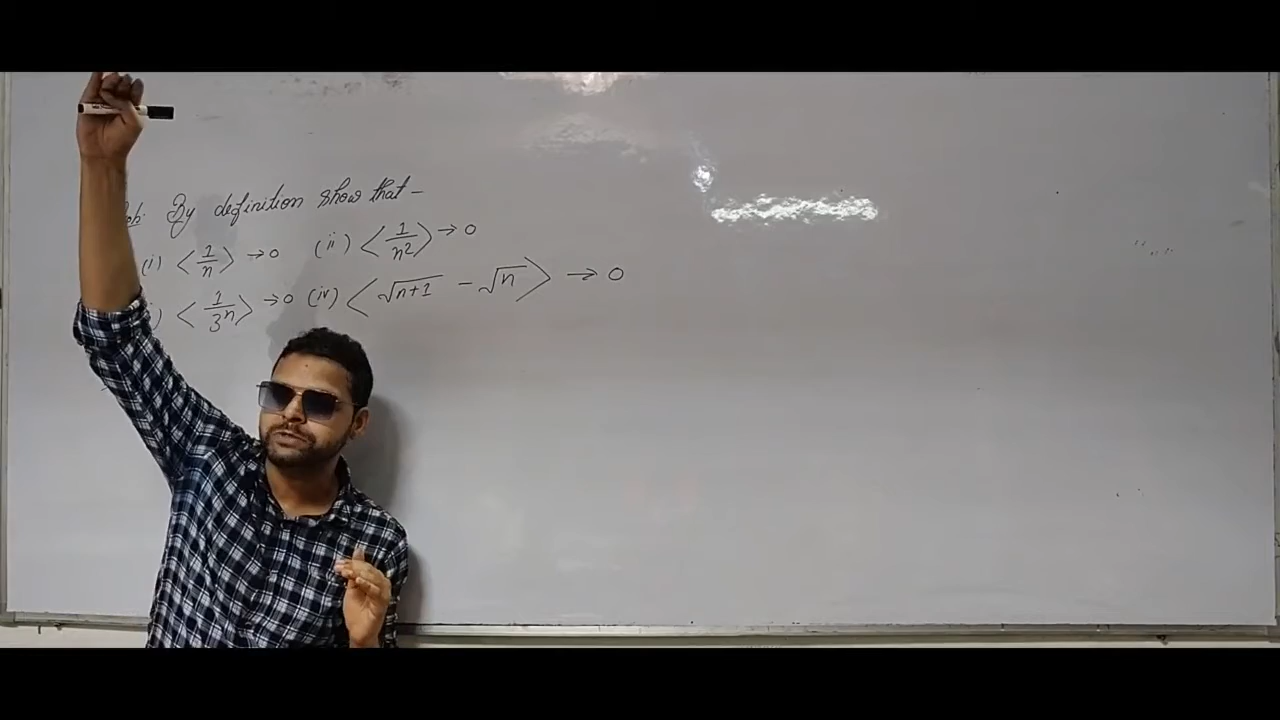 By definition show that –
(i) <1/n> → 0 (ii) <1/n²> → 0
<1/3ⁿ> → 0 (iv) <√n+1 - √n> → 0